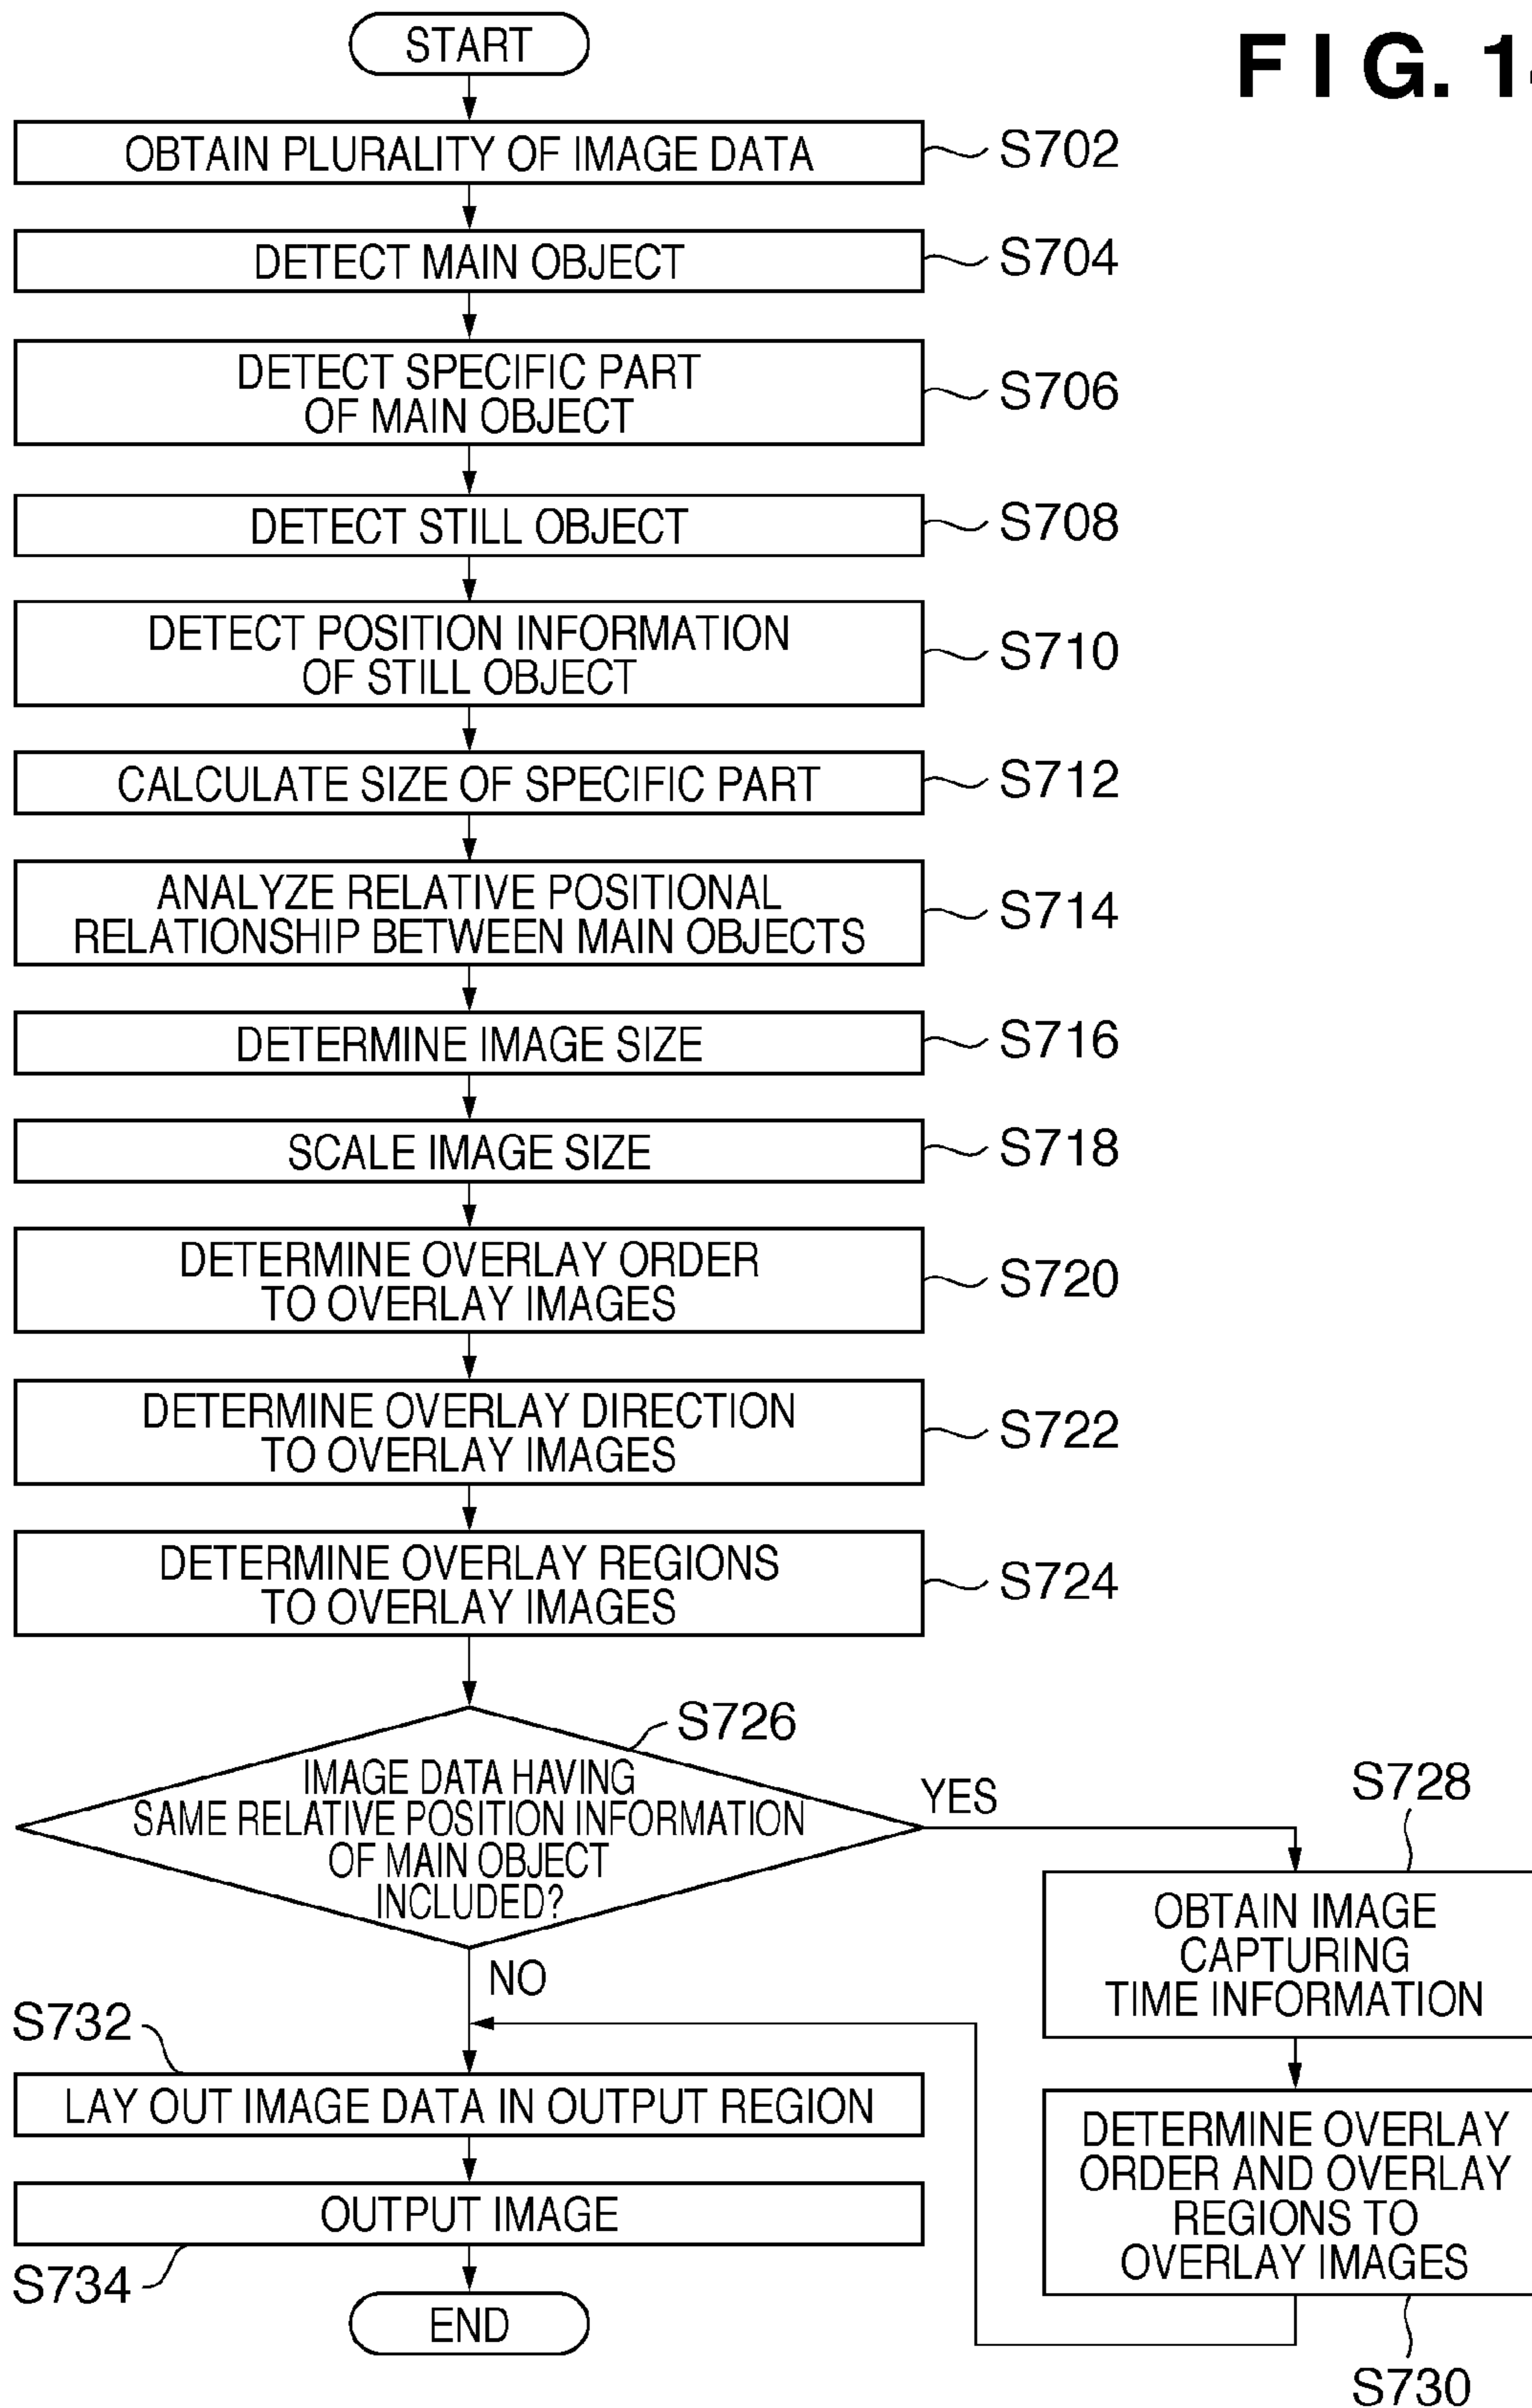 START
F I G. 14
OBTAIN PLURALITY OF IMAGE DATA
S702
DETECT MAIN OBJECT
S704
DETECT SPECIFIC PART
OF MAIN OBJECT
S706
DETECT STILL OBJECT
S708
DETECT POSITION INFORMATION
OF STILL OBJECT
S710
CALCULATE SIZE OF SPECIFIC PART
S712
ANALYZE RELATIVE POSITIONAL
RELATIONSHIP BETWEEN MAIN OBJECTS
S714
DETERMINE IMAGE SIZE
S716
SCALE IMAGE SIZE
S718
DETERMINE OVERLAY ORDER
TO OVERLAY IMAGES
S720
DETERMINE OVERLAY DIRECTION
TO OVERLAY IMAGES
S722
DETERMINE OVERLAY REGIONS
TO OVERLAY IMAGES
S724
S726
IMAGE DATA HAVING
SAME RELATIVE POSITION INFORMATION
OF MAIN OBJECT
INCLUDED?
YES
NO
S728
OBTAIN IMAGE
CAPTURING
TIME INFORMATION
DETERMINE OVERLAY
ORDER AND OVERLAY
REGIONS TO
OVERLAY IMAGES
S730
S732
LAY OUT IMAGE DATA IN OUTPUT REGION
OUTPUT IMAGE
S734
END